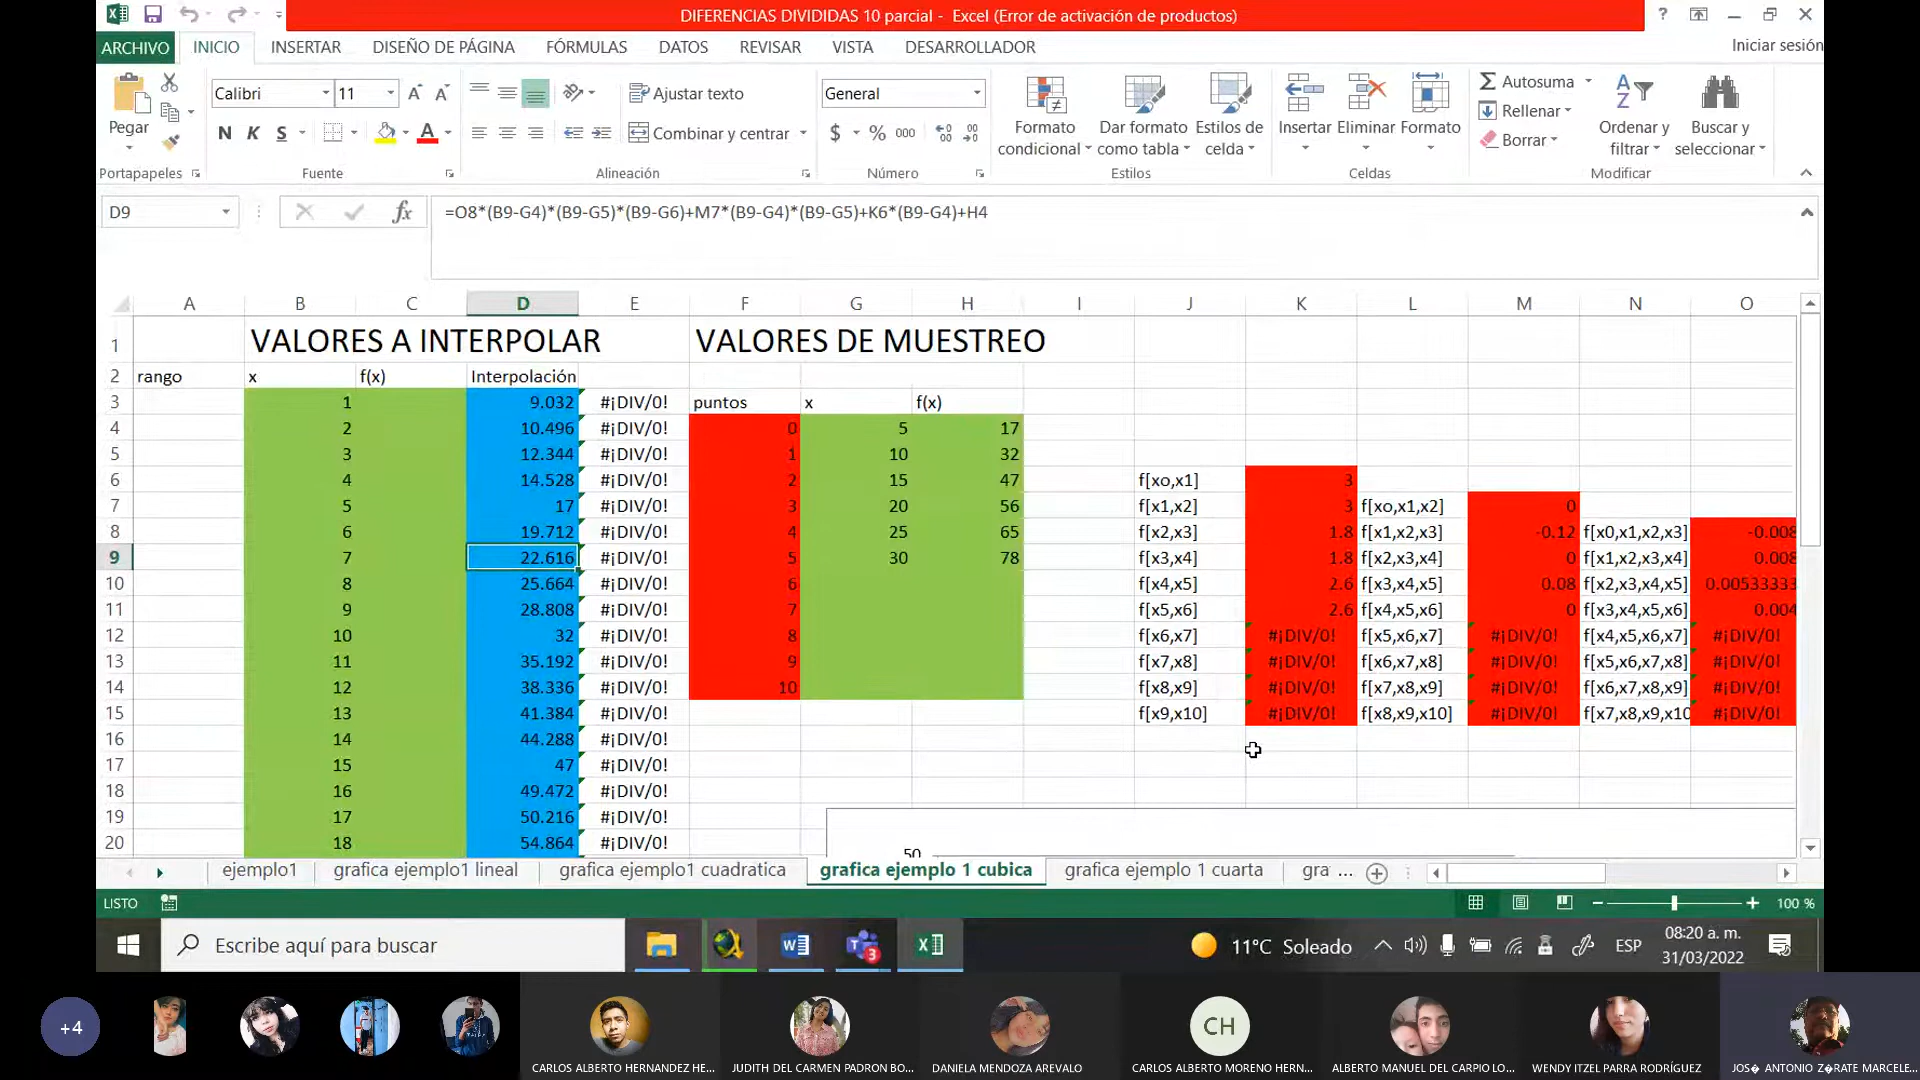 DIFERENCIAS DIVIDIDAS 10 parcial - Excel (Error de activación de productos)
ARCHIVO INICIO INSERTAR DISEÑO DE PÁGINA FÓRMULAS DATOS REVISAR VISTA DESARROLLADOR Iniciar sesión
Calibri 11 Ajustar texto General Autosuma
Pegar Formato condicional Dar formato como tabla Estilos de celda Insertar Eliminar Formato Rellenar Ordenar y filtrar Buscar y seleccionar
N K S Combinar y centrar $ % 000 Borrar
Portapapeles Fuente Alineación Número Estilos Celdas Modificar
D9 fx =O8*(B9-G4)*(B9-G5)*(B9-G6)+M7*(B9-G4)*(B9-G5)+K6*(B9-G4)+H4
A B C D E F G H I J K L M N O
1 VALORES A INTERPOLAR VALORES DE MUESTREO
2 rango x f(x) Interpolación
3 1 9.032 #¡DIV/0! puntos x f(x)
4 2 10.496 #¡DIV/0! 0 5 17
5 3 12.344 #¡DIV/0! 1 10 32
6 4 14.528 #¡DIV/0! 2 15 47 f[xo,x1] 3
7 5 17 #¡DIV/0! 3 20 56 f[x1,x2] 3 f[xo,x1,x2] 0
8 6 19.712 #¡DIV/0! 4 25 65 f[x2,x3] 1.8 f[x1,x2,x3] -0.12 f[x0,x1,x2,x3] -0.008
9 7 22.616 #¡DIV/0! 5 30 78 f[x3,x4] 1.8 f[x2,x3,x4] 0 f[x1,x2,x3,x4] 0.008
10 8 25.664 #¡DIV/0! 6 f[x4,x5] 2.6 f[x3,x4,x5] 0.08 f[x2,x3,x4,x5] 0.00533333
11 9 28.808 #¡DIV/0! 7 f[x5,x6] 2.6 f[x4,x5,x6] 0 f[x3,x4,x5,x6] 0.004
12 10 32 #¡DIV/0! 8 f[x6,x7] #¡DIV/0! f[x5,x6,x7] #¡DIV/0! f[x4,x5,x6,x7] #¡DIV/0!
13 11 35.192 #¡DIV/0! 9 f[x7,x8] #¡DIV/0! f[x6,x7,x8] #¡DIV/0! f[x5,x6,x7,x8] #¡DIV/0!
14 12 38.336 #¡DIV/0! 10 f[x8,x9] #¡DIV/0! f[x7,x8,x9] #¡DIV/0! f[x6,x7,x8,x9] #¡DIV/0!
15 13 41.384 #¡DIV/0! f[x9,x10] #¡DIV/0! f[x8,x9,x10] #¡DIV/0! f[x7,x8,x9,x10 #¡DIV/0!
16 14 44.288 #¡DIV/0!
17 15 47 #¡DIV/0!
18 16 49.472 #¡DIV/0!
19 17 50.216 #¡DIV/0!
20 18 54.864 #¡DIV/0! 50
ejemplo1 grafica ejemplo1 lineal grafica ejemplo1 cuadratica grafica ejemplo 1 cubica grafica ejemplo 1 cuarta gra ...
LISTO 100 %
Escribe aquí para buscar 3 11°C Soleado ESP 08:20 a. m.
31/03/2022
+4 CH
CARLOS ALBERTO HERNANDEZ HE... JUDITH DEL CARMEN PADRON BO... DANIELA MENDOZA AREVALO CARLOS ALBERTO MORENO HERN... ALBERTO MANUEL DEL CARPIO LO... WENDY ITZEL PARRA RODRÍGUEZ JOS� ANTONIO Z�RATE MARCELE...